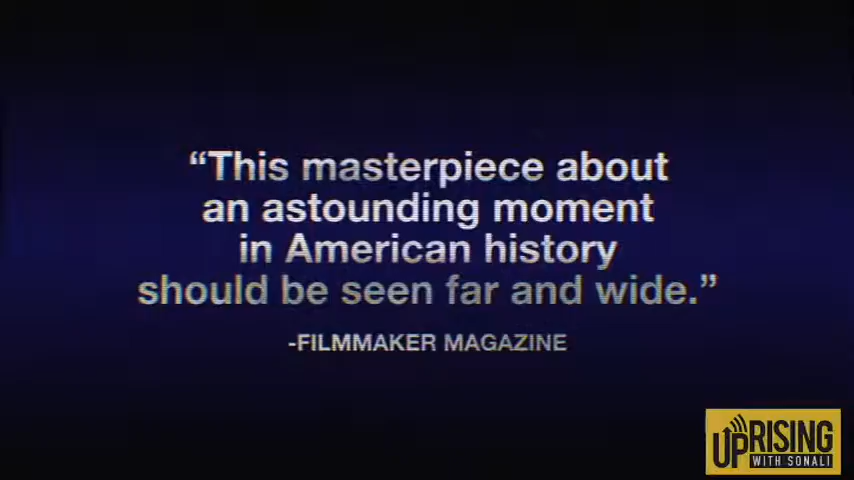 “This masterpiece about
an astounding moment
in American history
should be seen far and wide.”
-FILMMAKER MAGAZINE
UPRISING
WITH SONALI